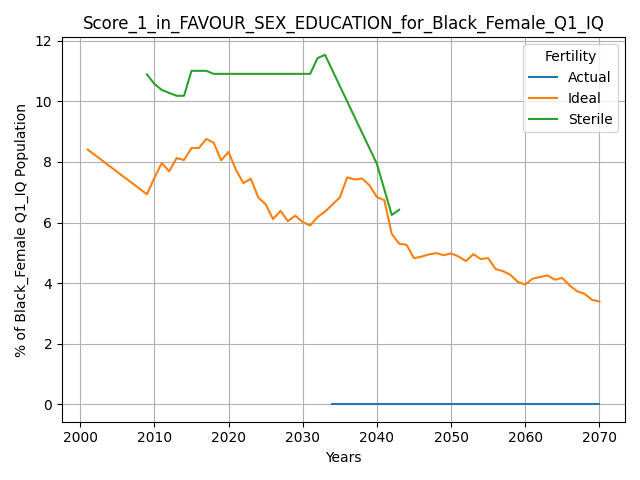 Score_1_in_FAVOUR_SEX_EDUCATION_for_Black_Female_Q1_IQ
Fertility
Actual
Ideal
Sterile
% of Black_Female Q1_IQ Population
12
10
8
6
4
2
0
2000 2010 2020 2030 2040 2050 2060 2070
Years